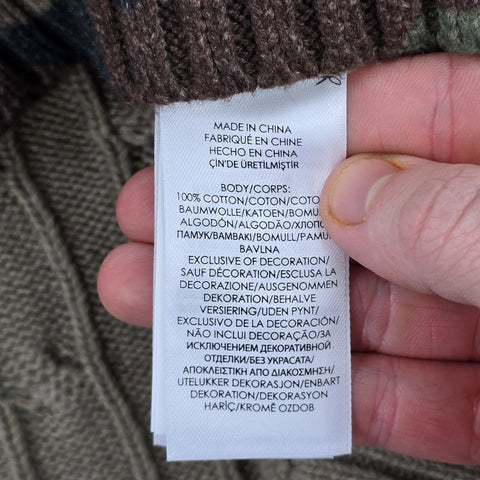 MADE IN CHINA
FABRIQUÉ EN CHINE
HECHO EN CHINA
ÇİN'DE ÜRETİLMİŞTİR
BODY/CORPS:
100% COTTON/COTON/COTO
BAUMWOLLE/KATOEN/BOMU
ALGODÓN/ALGODÃO/ХЛОПО
ПАМУК/ΒΑΜΒΑΚΙ/BOMULL/PAMU
BAVLNA
EXCLUSIVE OF DECORATION/
SAUF DÉCORATION/ESCLUSA LA
DECORAZIONE/AUSGENOMMEN
DEKORATION/BEHALVE
VERSIERING/UDEN PYNT/
EXCLUSIVO DE LA DECORACIÓN/
NÃO INCLUI DECORAÇÃO/ЗА
ИСКЛЮЧЕНИЕМ ДЕКОРАТИВНОЙ
ОТДЕЛКИ/БЕЗ УКРАСАТА/
ΑΠΟΚΛΕΙΣΤΙΚΗ ΑΠΟ ΔΙΑΚΟΣΜΗΣΗ/
UTELUKKER DEKORASJON/ENBART
DEKORATION
HARİÇ/KROMĚ OZDOB